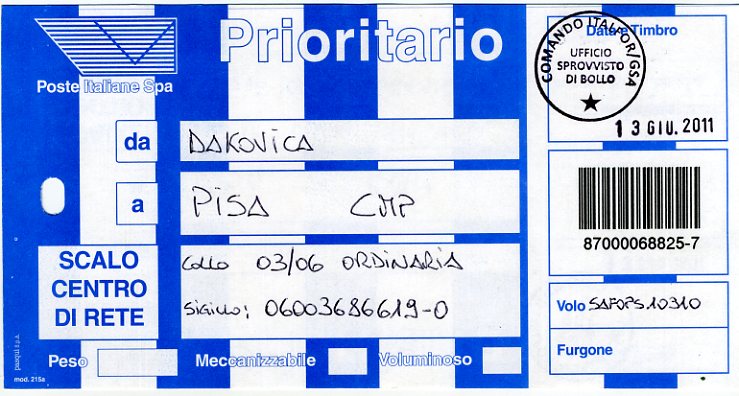 Prioritario
Poste Italiane Spa
da DAKOVICA
a PISA CMP
SCALO
CENTRO
DI RETE
COLLO 03/06 ORDINARIA
SIGILLO: 06003686619-0
Peso Meccanizzabile Voluminoso
mod. 215a
Data e Timbro
COMANDO ITALFOR/GSA
UFFICIO
SPROVVISTO
DI BOLLO
13 GIU. 2011
87000068825-7
Volo SAFOPS10310
Furgone